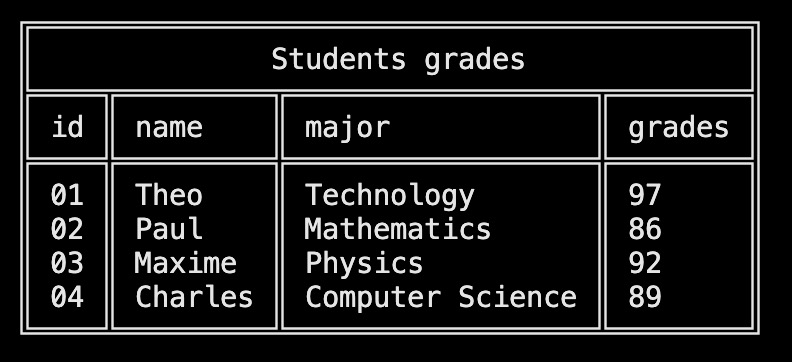 Students grades
id name major grades
01 Theo Technology 97
02 Paul Mathematics 86
03 Maxime Physics 92
04 Charles Computer Science 89